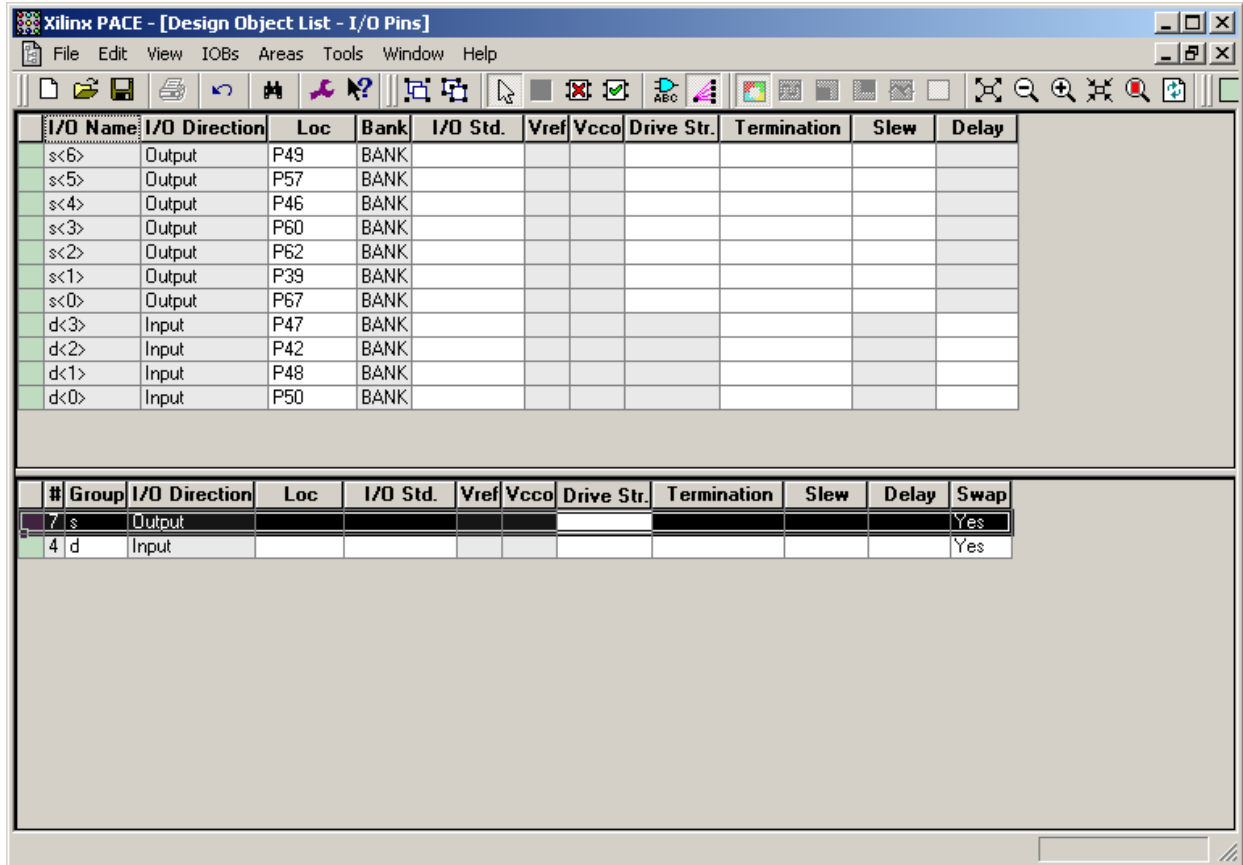 Xilinx PACE - [Design Object List - I/O Pins]
File Edit View IOBs Areas Tools Window Help
ABC
I/O Name I/O Direction Loc Bank I/O Std. Vref Vcco Drive Str. Termination Slew Delay
s<6> Output P49 BANK
s<5> Output P57 BANK
s<4> Output P46 BANK
s<3> Output P60 BANK
s<2> Output P62 BANK
s<1> Output P39 BANK
s<0> Output P67 BANK
d<3> Input P47 BANK
d<2> Input P42 BANK
d<1> Input P48 BANK
d<0> Input P50 BANK
# Group I/O Direction Loc I/O Std. Vref Vcco Drive Str. Termination Slew Delay Swap
7 s Output Yes
4 d Input Yes